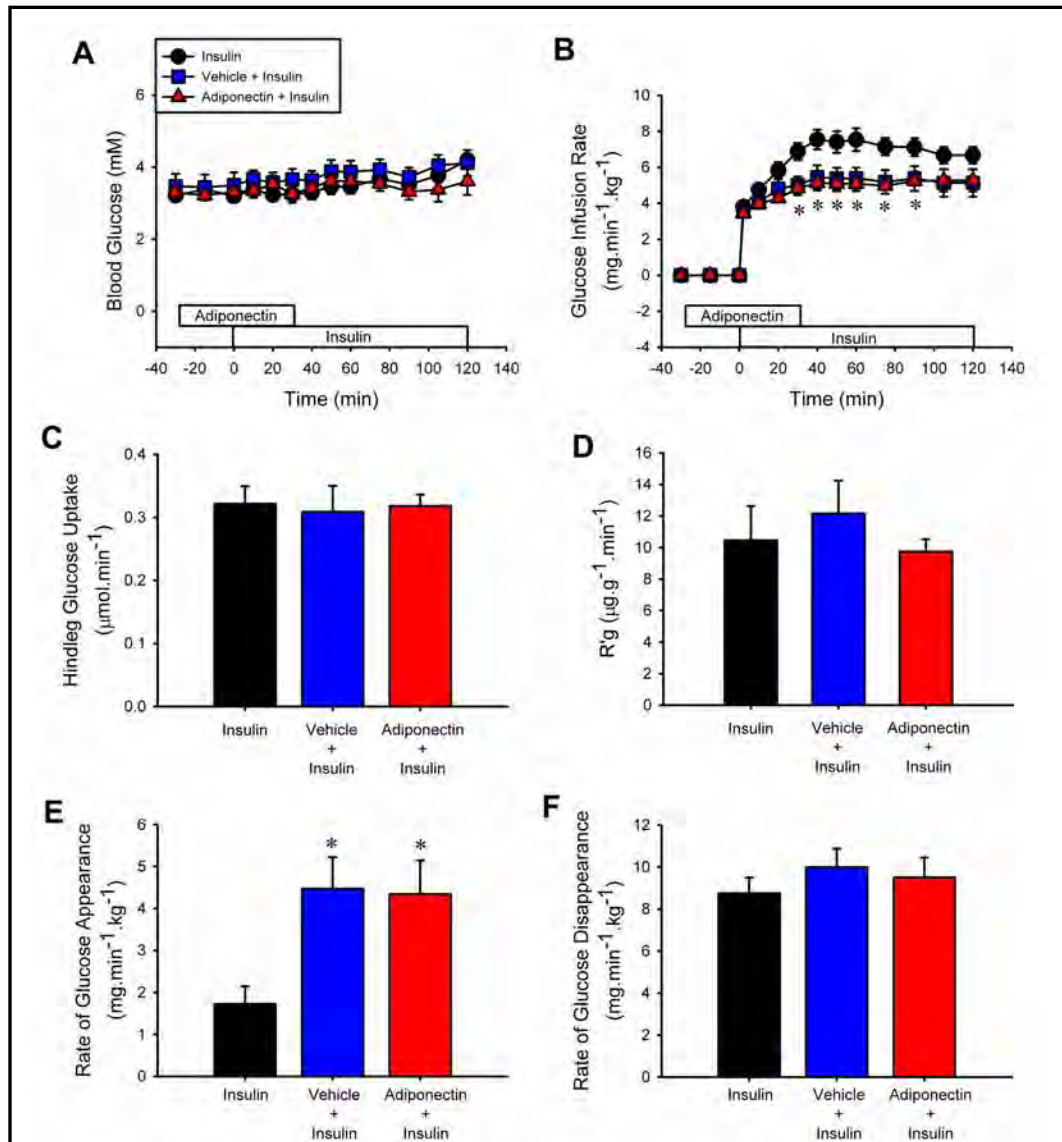 A
Insulin
Vehicle + Insulin
Adiponectin + Insulin
Blood Glucose (mM)
6
4
2
0
Adiponectin
Insulin
-40 -20 0 20 40 60 80 100 120 140
Time (min)
B
Glucose Infusion Rate
(mg.min⁻¹.kg⁻¹)
10
8
6
4
2
0
-2
-4
* * * * * *
Adiponectin
Insulin
-40 -20 0 20 40 60 80 100 120 140
Time (min)
C
Hindleg Glucose Uptake
(μmol.min⁻¹)
0.4
0.3
0.2
0.1
0.0
Insulin Vehicle Adiponectin
+ +
Insulin Insulin
D
R'g (μg.g⁻¹.min⁻¹)
16
14
12
10
8
6
4
2
0
Insulin Vehicle Adiponectin
+ +
Insulin Insulin
E
Rate of Glucose Appearance
(mg.min⁻¹.kg⁻¹)
6
5
4
3
2
1
0
* *
Insulin Vehicle Adiponectin
+ +
Insulin Insulin
F
Rate of Glucose Disappearance
(mg.min⁻¹.kg⁻¹)
12
10
8
6
4
2
0
Insulin Vehicle Adiponectin
+ +
Insulin Insulin